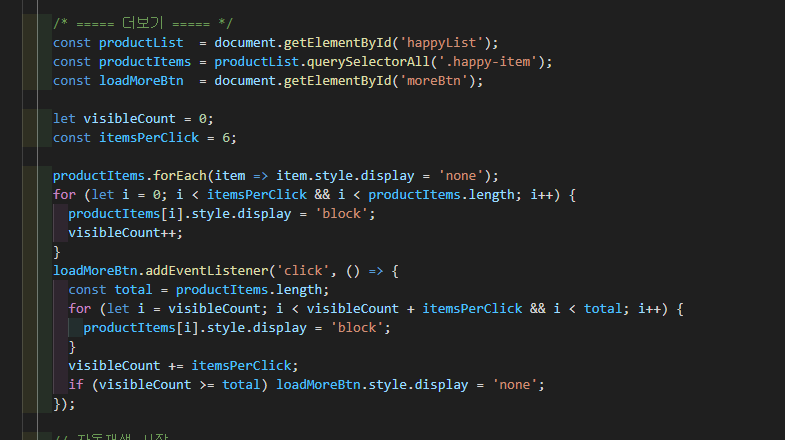 /* ===== 더보기 ===== */
const productList  = document.getElementById('happyList');
const productItems = productList.querySelectorAll('.happy-item');
const loadMoreBtn  = document.getElementById('moreBtn');
let visibleCount = 0;
const itemsPerClick = 6;
productItems.forEach(item => item.style.display = 'none');
for (let i = 0; i < itemsPerClick && i < productItems.length; i++) {
  productItems[i].style.display = 'block';
  visibleCount++;
}
loadMoreBtn.addEventListener('click', () => {
  const total = productItems.length;
  for (let i = visibleCount; i < visibleCount + itemsPerClick && i < total; i++) {
    productItems[i].style.display = 'block';
  }
  visibleCount += itemsPerClick;
  if (visibleCount >= total) loadMoreBtn.style.display = 'none';
});